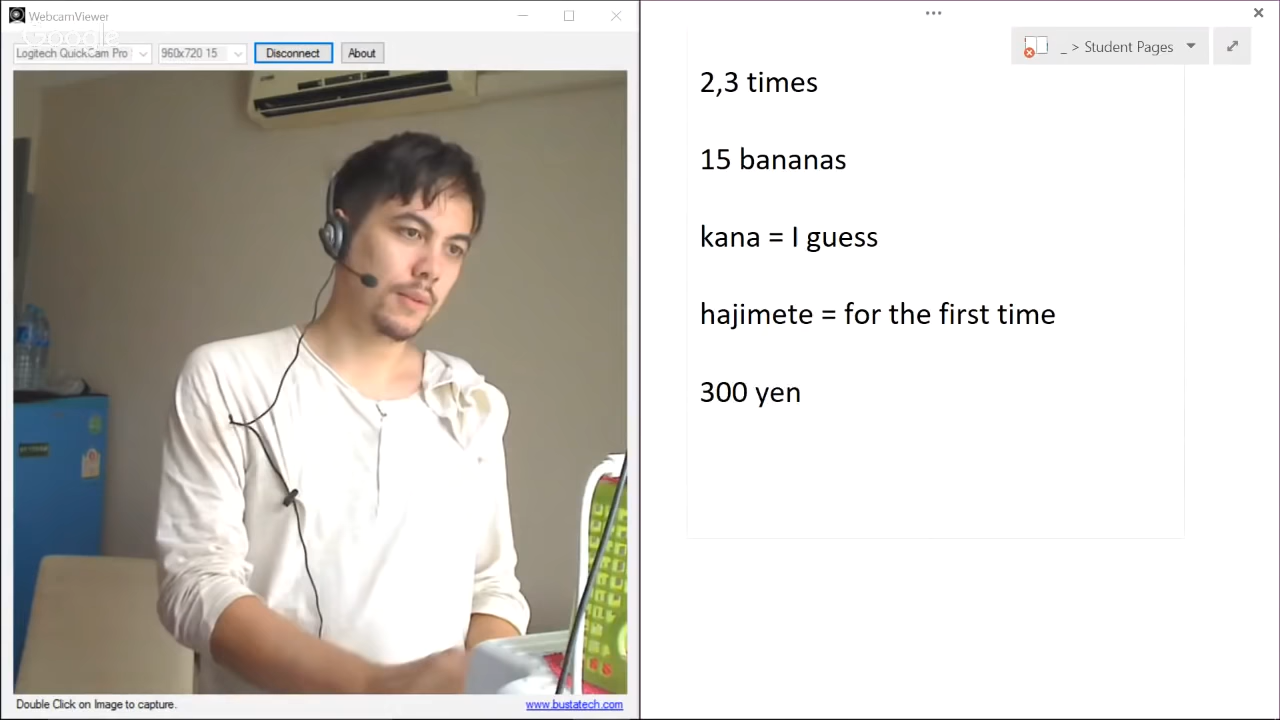 WebcamViewer
Google
Logitech QuickCam Pro
960x720 15
Disconnect
About
Double Click on Image to capture.
www.bustatech.com
_ > Student Pages
2,3 times
15 bananas
kana = I guess
hajimete = for the first time
300 yen